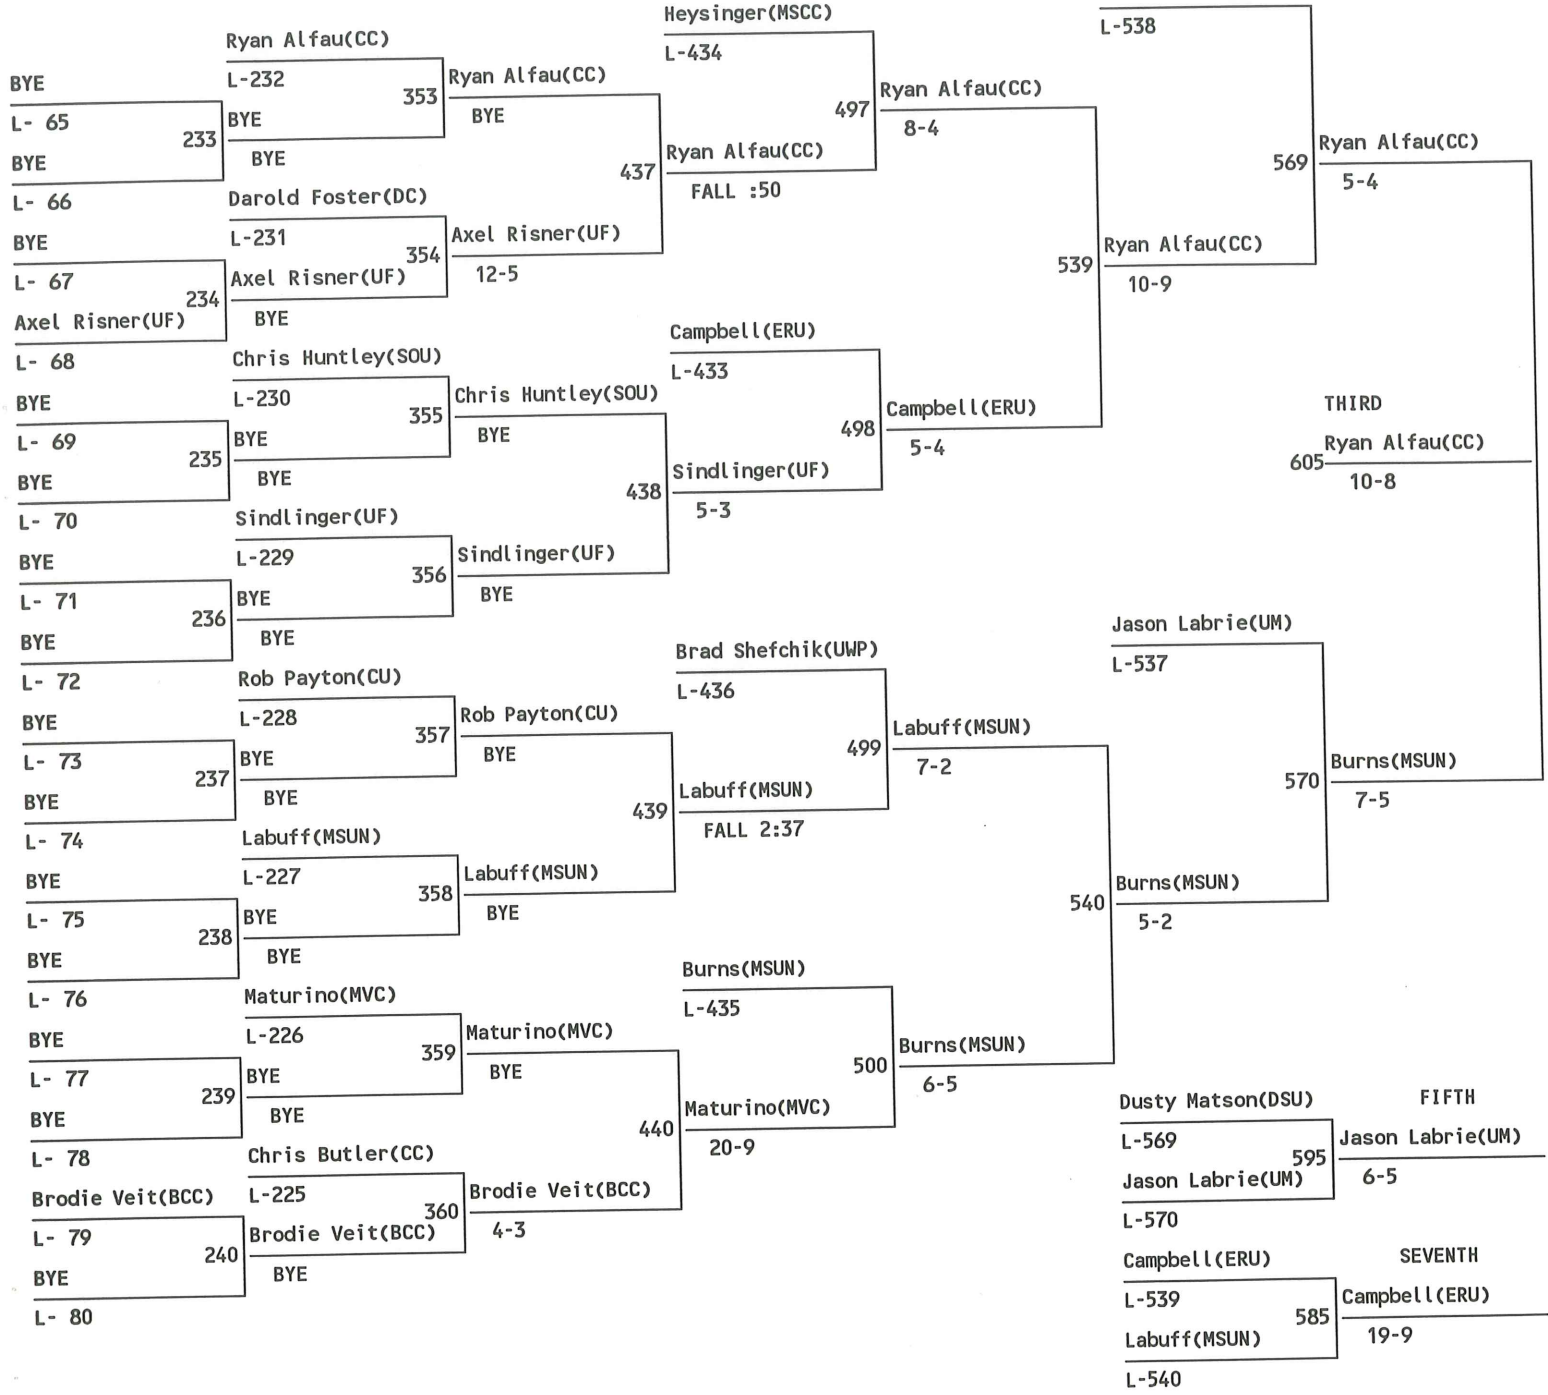 BYE
L- 65
BYE
L- 66
BYE
L- 67
Axel Risner(UF)
L- 68
BYE
L- 69
BYE
L- 70
BYE
L- 71
BYE
L- 72
BYE
L- 73
BYE
L- 74
BYE
L- 75
BYE
L- 76
BYE
L- 77
BYE
L- 78
Brodie Veit(BCC)
L- 79
BYE
L- 80
233
234
235
236
237
238
239
240
Ryan Alfau(CC)
L-232
BYE
BYE
Darold Foster(DC)
L-231
Axel Risner(UF)
BYE
Chris Huntley(SOU)
L-230
BYE
BYE
Sindlinger(UF)
L-229
BYE
BYE
Rob Payton(CU)
L-228
BYE
BYE
Labuff(MSUN)
L-227
BYE
BYE
Maturino(MVC)
L-226
BYE
BYE
Chris Butler(CC)
L-225
Brodie Veit(BCC)
BYE
353
354
355
356
357
358
359
360
Ryan Alfau(CC)
BYE
Axel Risner(UF)
12-5
Chris Huntley(SOU)
BYE
Sindlinger(UF)
BYE
Rob Payton(CU)
BYE
Labuff(MSUN)
BYE
Maturino(MVC)
BYE
Brodie Veit(BCC)
4-3
437
438
439
440
Heysinger(MSCC)
L-434
Ryan Alfau(CC)
FALL :50
Campbell(ERU)
L-433
Sindlinger(UF)
5-3
Brad Shefchik(UWP)
L-436
Labuff(MSUN)
FALL 2:37
Burns(MSUN)
L-435
Maturino(MVC)
20-9
497
498
499
500
Ryan Alfau(CC)
8-4
Campbell(ERU)
5-4
Labuff(MSUN)
7-2
Burns(MSUN)
6-5
539
540
L-538
Ryan Alfau(CC)
10-9
Jason Labrie(UM)
L-537
Burns(MSUN)
5-2
569
570
Ryan Alfau(CC)
5-4
Burns(MSUN)
7-5
THIRD
605
Ryan Alfau(CC)
10-8
FIFTH
Dusty Matson(DSU)
L-569
Jason Labrie(UM)
L-570
595
Jason Labrie(UM)
6-5
SEVENTH
Campbell(ERU)
L-539
Labuff(MSUN)
L-540
585
Campbell(ERU)
19-9